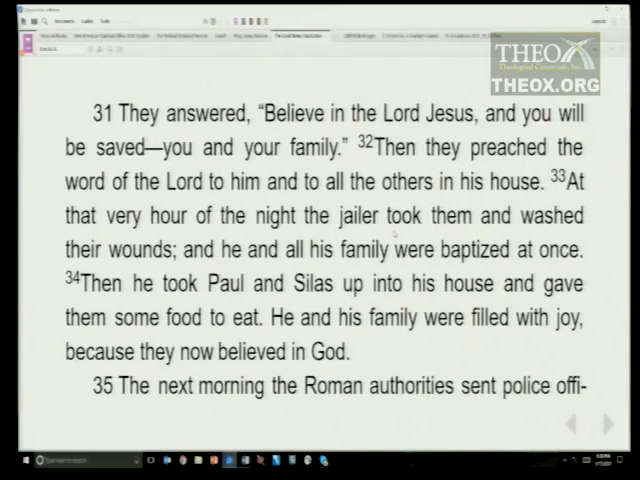 Documents
THEOX
Theological Crossroads, Inc.
THEOX.ORG
31 They answered, “Believe in the Lord Jesus, and you will
be saved—you and your family.” 32Then they preached the
word of the Lord to him and to all the others in his house. 33At
that very hour of the night the jailer took them and washed
their wounds; and he and all his family were baptized at once.
34Then he took Paul and Silas up into his house and gave
them some food to eat. He and his family were filled with joy,
because they now believed in God.
35 The next morning the Roman authorities sent police offi-